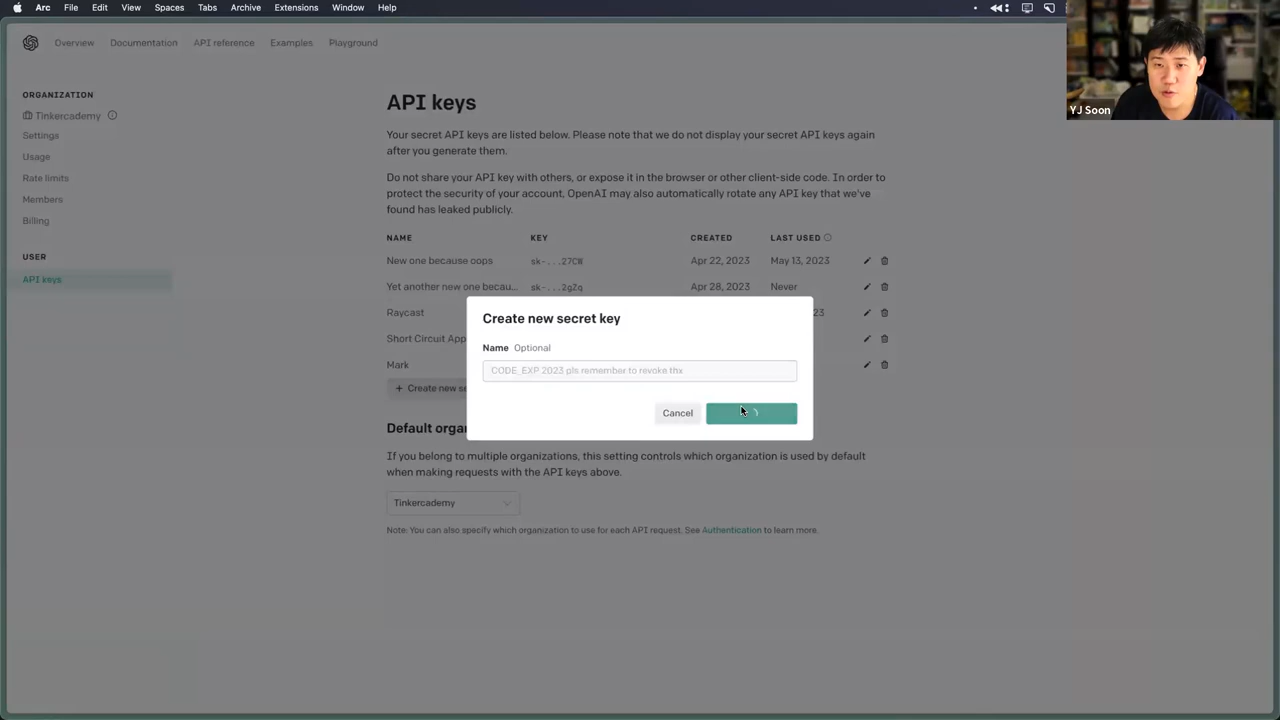 Arc File Edit View Spaces Tabs Archive Extensions Window Help
Overview Documentation API reference Examples Playground
YJ Soon
ORGANIZATION
Tinkercademy
Settings
Usage
Rate limits
Members
Billing
USER
API keys
API keys
Your secret API keys are listed below. Please note that we do not display your secret API keys again
after you generate them.
Do not share your API key with others, or expose it in the browser or other client-side code. In order to
protect the security of your account, OpenAI may also automatically rotate any API key that we've
found has leaked publicly.
NAME KEY CREATED LAST USED
New one because oops sk-...27CW Apr 22, 2023 May 13, 2023
Yet another new one becau... sk-...2gZq Apr 28, 2023 Never
Raycast 23
Short Circuit App
Mark
+ Create new se
Create new secret key
Name Optional
CODE_EXP 2023 pls remember to revoke thx
Cancel
Default orga
If you belong to multiple organizations, this setting controls which organization is used by default
when making requests with the API keys above.
Tinkercademy
Note: You can also specify which organization to use for each API request. See Authentication to learn more.